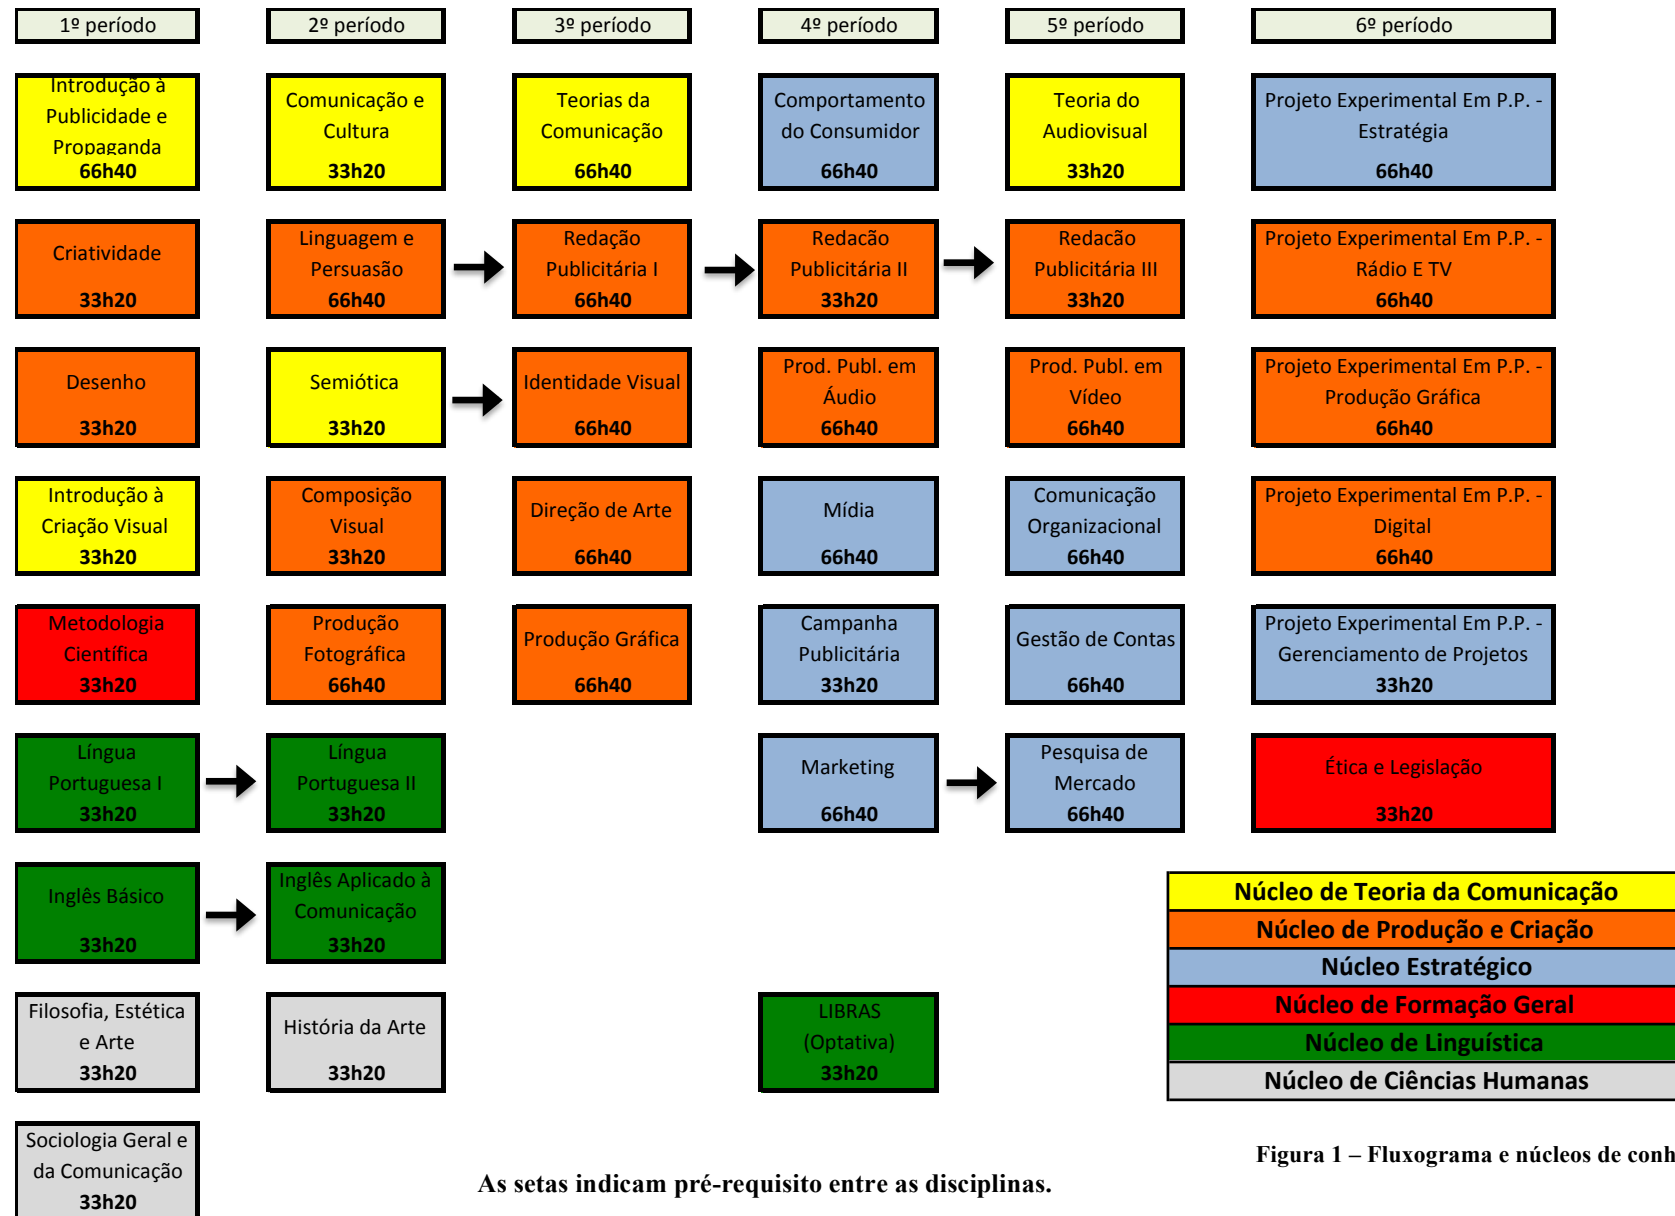 1º período
2º período
3º período
4º período
5º período
6º período
Introdução à
Publicidade e
Propaganda
66h40
Comunicação e
Cultura
33h20
Teorias da
Comunicação
66h40
Comportamento
do Consumidor
66h40
Teoria do
Audiovisual
33h20
Projeto Experimental Em P.P. -
Estratégia
66h40
Criatividade
33h20
Linguagem e
Persuasão
66h40
Redação
Publicitária I
66h40
Redacão
Publicitária II
33h20
Redacão
Publicitária III
33h20
Projeto Experimental Em P.P. -
Rádio E TV
66h40
Desenho
33h20
Semiótica
33h20
Identidade Visual
66h40
Prod. Publ. em
Áudio
66h40
Prod. Publ. em
Vídeo
66h40
Projeto Experimental Em P.P. -
Produção Gráfica
66h40
Introdução à
Criação Visual
33h20
Composição
Visual
33h20
Direção de Arte
66h40
Mídia
66h40
Comunicação
Organizacional
66h40
Projeto Experimental Em P.P. -
Digital
66h40
Metodologia
Científica
33h20
Produção
Fotográfica
66h40
Produção Gráfica
66h40
Campanha
Publicitária
33h20
Gestão de Contas
66h40
Projeto Experimental Em P.P. -
Gerenciamento de Projetos
33h20
Língua
Portuguesa I
33h20
Língua
Portuguesa II
33h20
Marketing
66h40
Pesquisa de
Mercado
66h40
Ética e Legislação
33h20
Inglês Básico
33h20
Inglês Aplicado à
Comunicação
33h20
Filosofia, Estética
e Arte
33h20
História da Arte
33h20
LIBRAS
(Optativa)
33h20
Sociologia Geral e
da Comunicação
33h20
Núcleo de Teoria da Comunicação
Núcleo de Produção e Criação
Núcleo Estratégico
Núcleo de Formação Geral
Núcleo de Linguística
Núcleo de Ciências Humanas
Figura 1 – Fluxograma e núcleos de conh
As setas indicam pré-requisito entre as disciplinas.